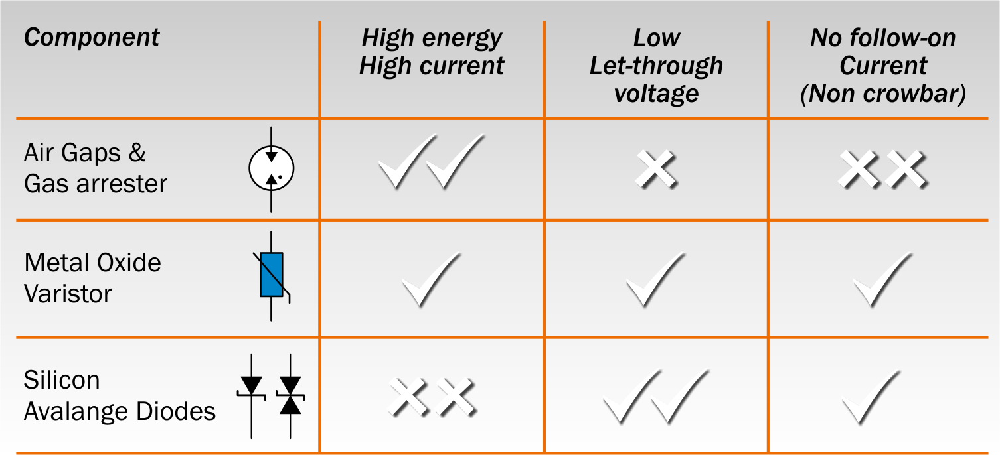 Component
High energy
High current
Low
Let-through
voltage
No follow-on
Current
(Non crowbar)
Air Gaps &
Gas arrester
Metal Oxide
Varistor
Silicon
Avalange Diodes